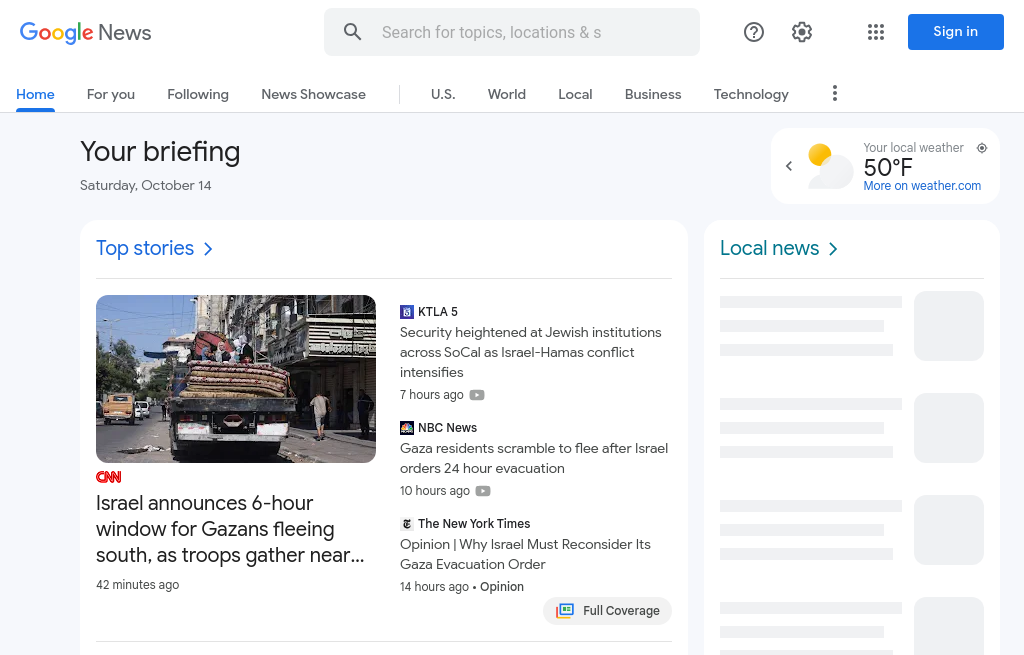 Google News
Search for topics, locations & s
Sign in
Home
For you
Following
News Showcase
U.S.
World
Local
Business
Technology
Your briefing
Saturday, October 14
Your local weather
50°F
More on weather.com
Top stories
CNN
Israel announces 6-hour
window for Gazans fleeing
south, as troops gather near...
42 minutes ago
KTLA 5
Security heightened at Jewish institutions
across SoCal as Israel-Hamas conflict
intensifies
7 hours ago
NBC News
Gaza residents scramble to flee after Israel
orders 24 hour evacuation
10 hours ago
The New York Times
Opinion | Why Israel Must Reconsider Its
Gaza Evacuation Order
14 hours ago • Opinion
Full Coverage
Local news